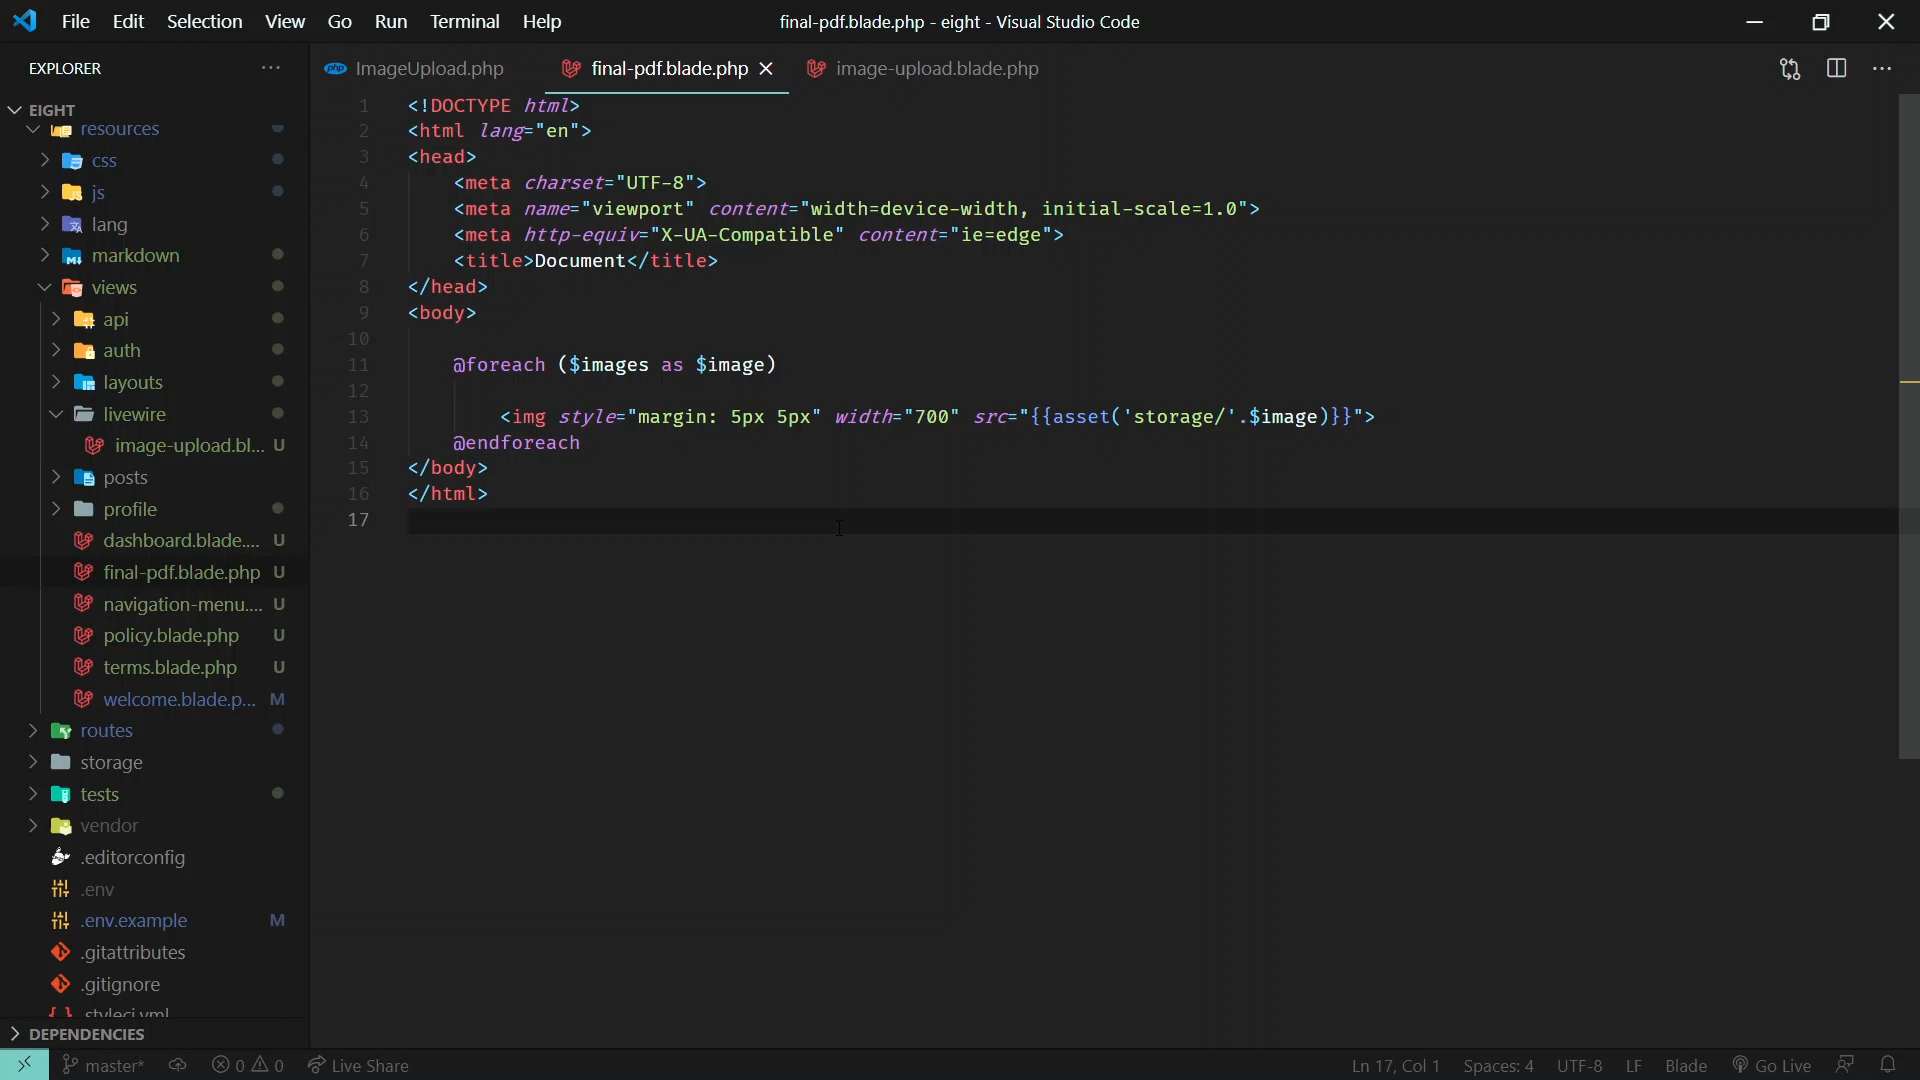 File Edit Selection View Go Run Terminal Help
final-pdf.blade.php - eight - Visual Studio Code
EXPLORER
EIGHT
resources
css
js
lang
markdown
views
api
auth
layouts
livewire
image-upload.bl... U
posts
profile
dashboard.blade.... U
final-pdf.blade.php U
navigation-menu.... U
policy.blade.php U
terms.blade.php U
welcome.blade.p... M
routes
storage
tests
vendor
.editorconfig
.env
.env.example M
.gitattributes
.gitignore
.styleci.yml
DEPENDENCIES
php ImageUpload.php final-pdf.blade.php image-upload.blade.php
1 <!DOCTYPE html>
2 <html lang="en">
3 <head>
4 <meta charset="UTF-8">
5 <meta name="viewport" content="width=device-width, initial-scale=1.0">
6 <meta http-equiv="X-UA-Compatible" content="ie=edge">
7 <title>Document</title>
8 </head>
9 <body>
10
11 @foreach ($images as $image)
12
13 <img style="margin: 5px 5px" width="700" src="{{asset('storage/'.$image)}}">
14 @endforeach
15 </body>
16 </html>
17
master* 0 0 Live Share Ln 17, Col 1 Spaces: 4 UTF-8 LF Blade Go Live